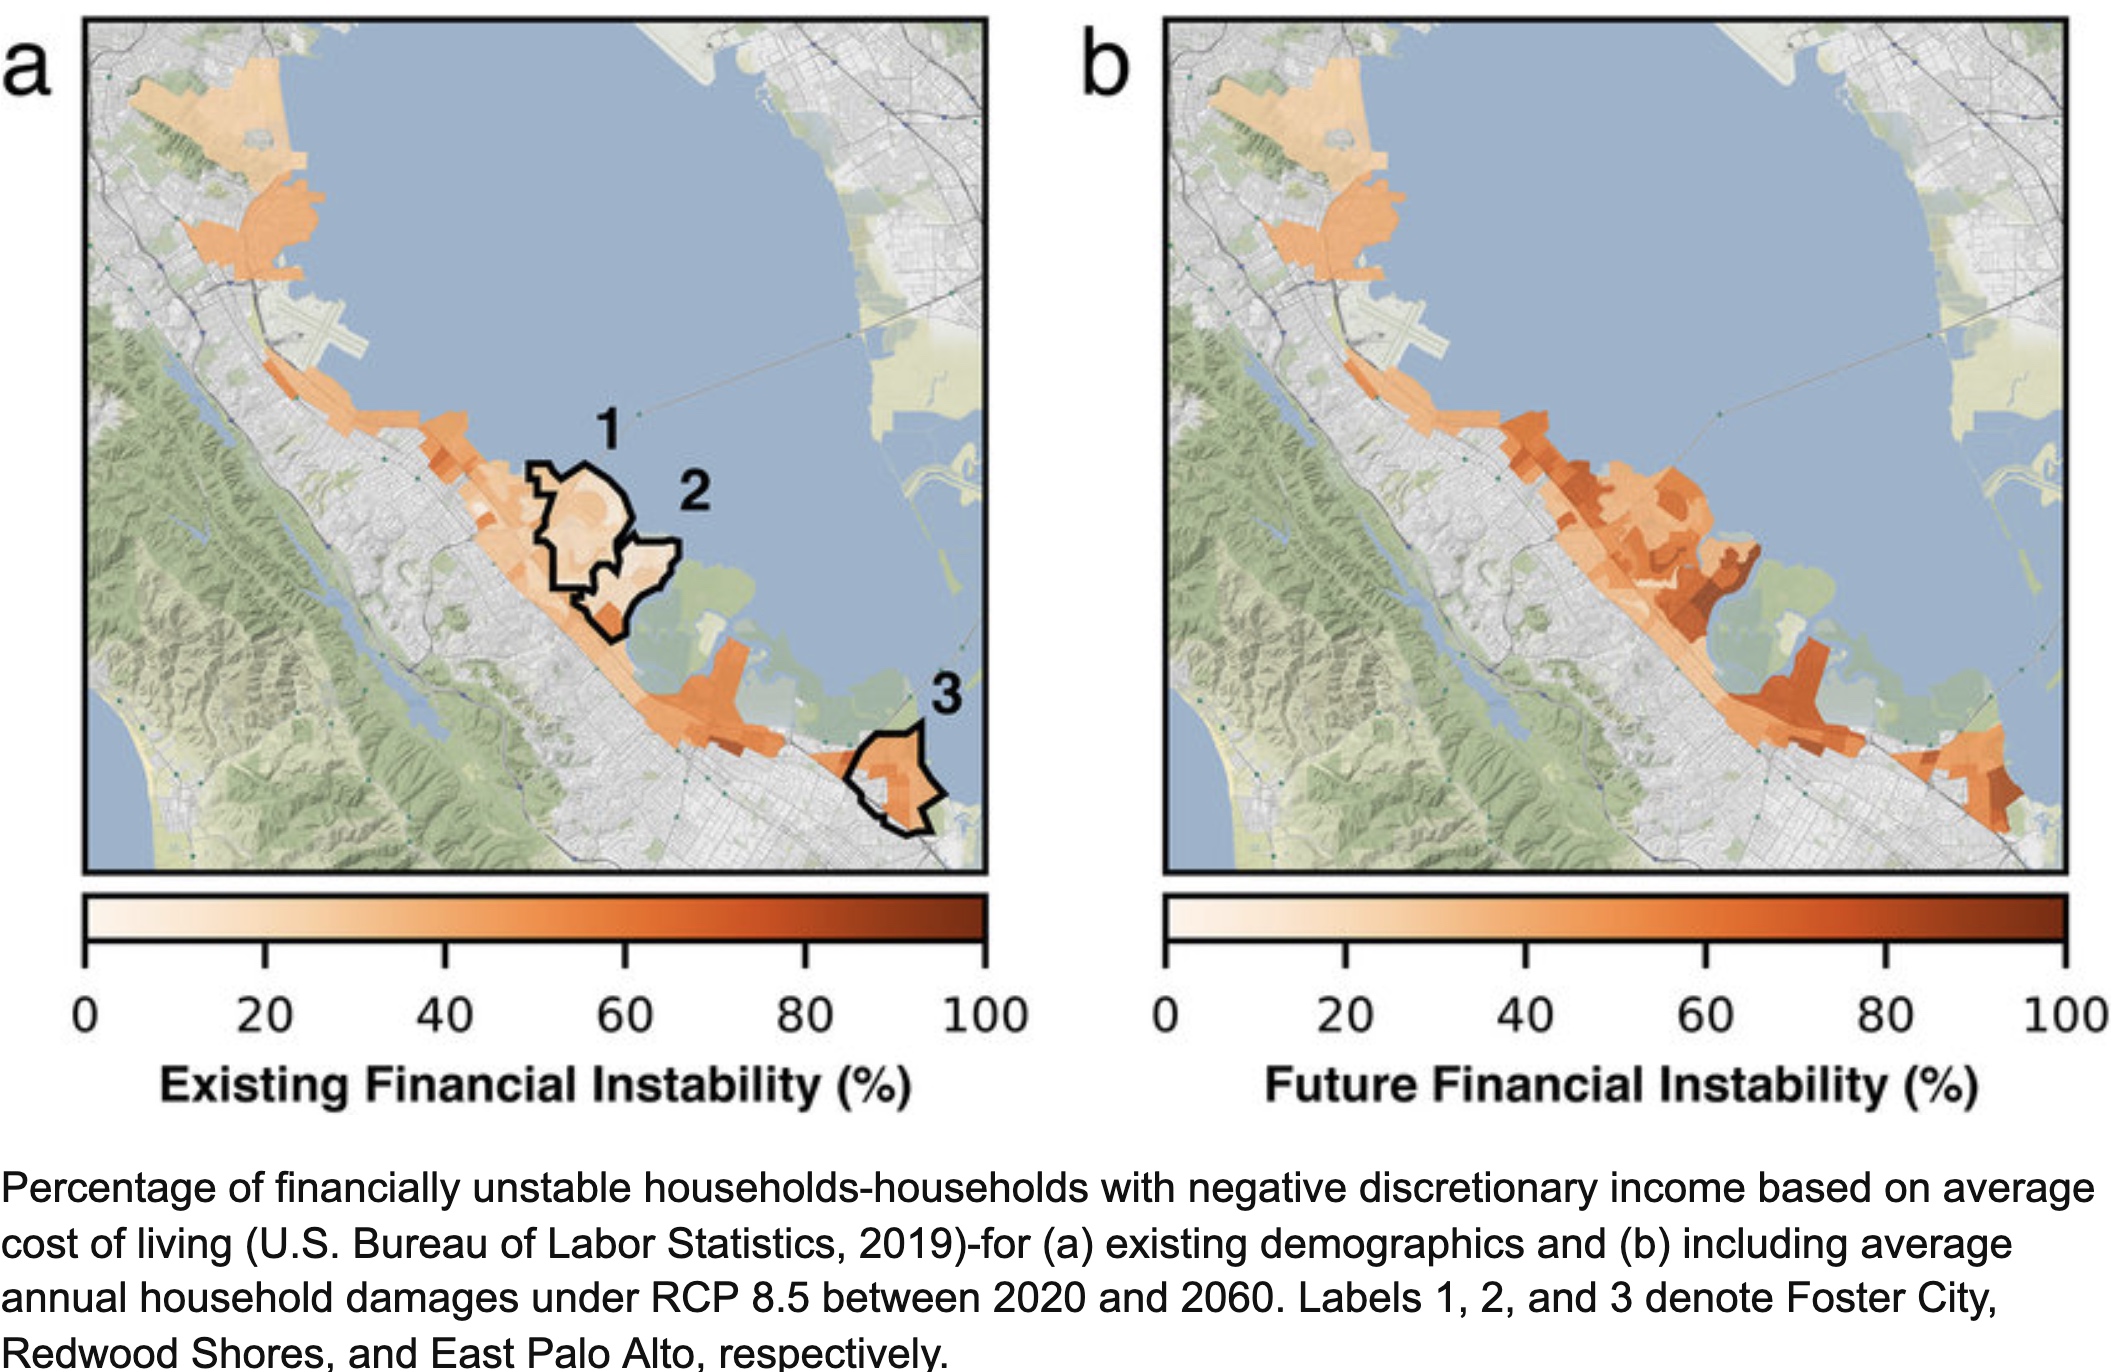 a
b
1
2
3
0 20 40 60 80 100
Existing Financial Instability (%)
0 20 40 60 80 100
Future Financial Instability (%)
Percentage of financially unstable households-households with negative discretionary income based on average
cost of living (U.S. Bureau of Labor Statistics, 2019)-for (a) existing demographics and (b) including average
annual household damages under RCP 8.5 between 2020 and 2060. Labels 1, 2, and 3 denote Foster City,
Redwood Shores, and East Palo Alto, respectively.